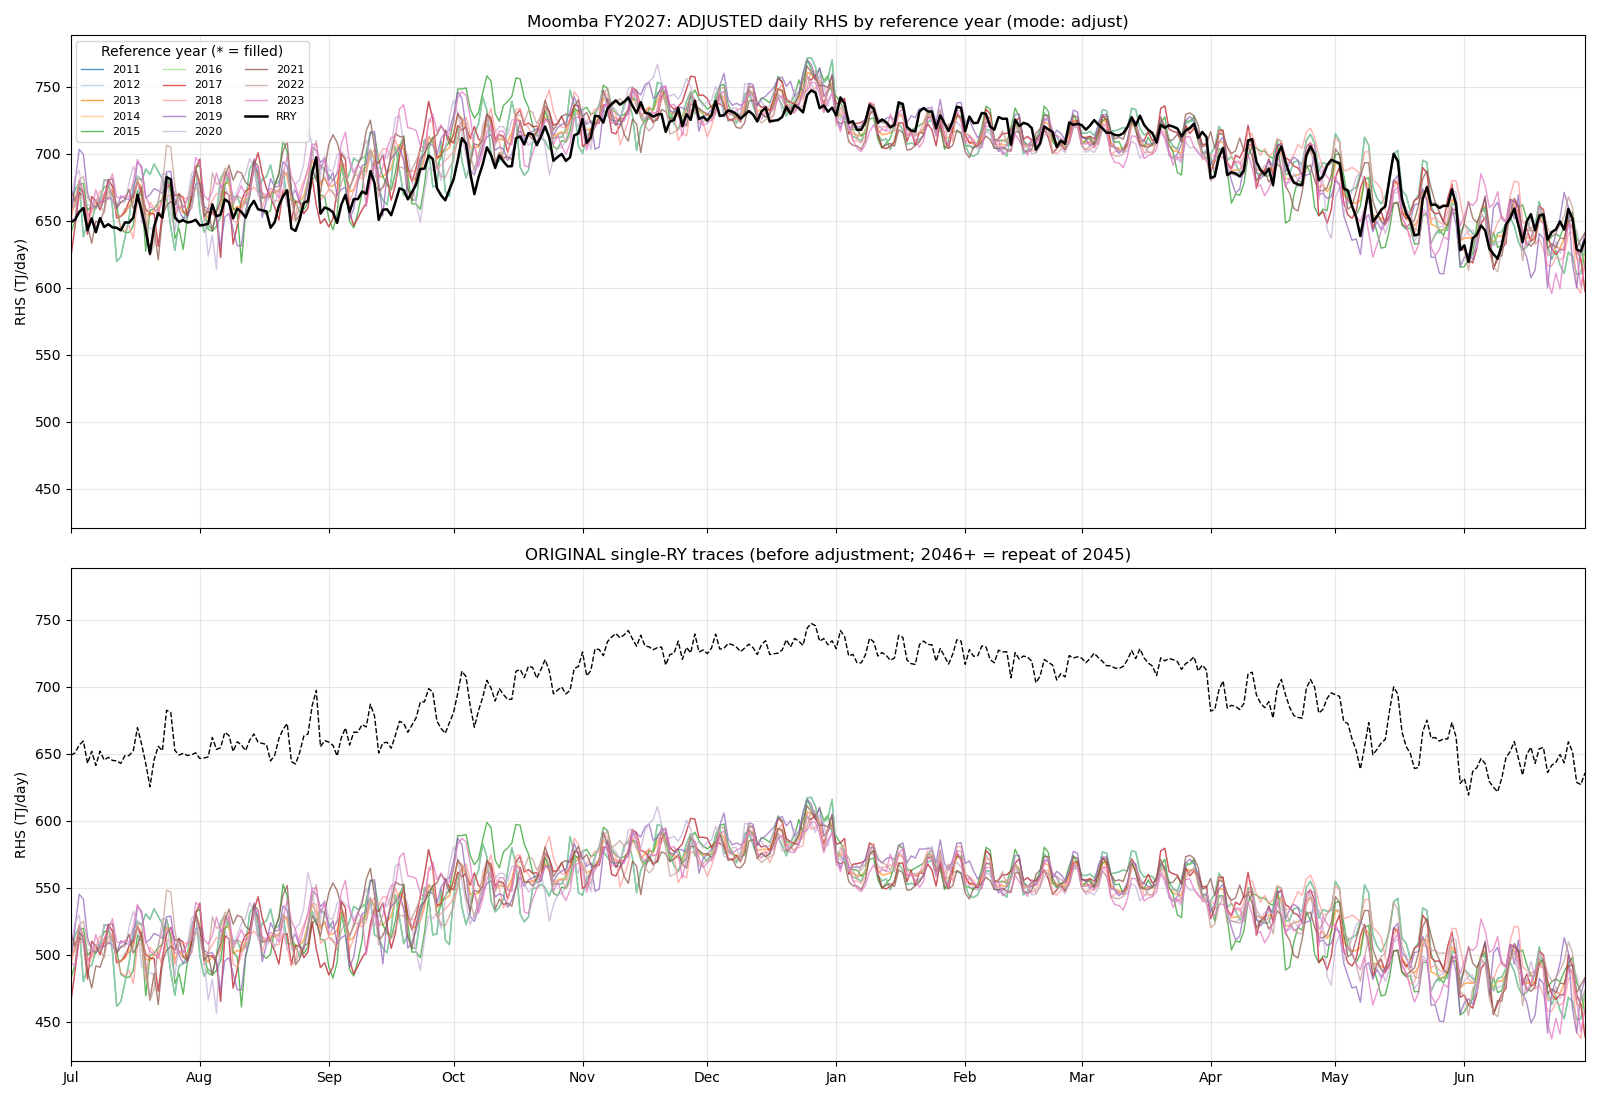 Moomba FY2027: ADJUSTED daily RHS by reference year (mode: adjust)
Reference year (* = filled)
2011 2016 2021
2012 2017 2022
2013 2018 2023
2014 2019 RRY
2015 2020
750
700
650
600
550
500
450
RHS (TJ/day)
ORIGINAL single-RY traces (before adjustment; 2046+ = repeat of 2045)
750
700
650
600
550
500
450
RHS (TJ/day)
Jul Aug Sep Oct Nov Dec Jan Feb Mar Apr May Jun